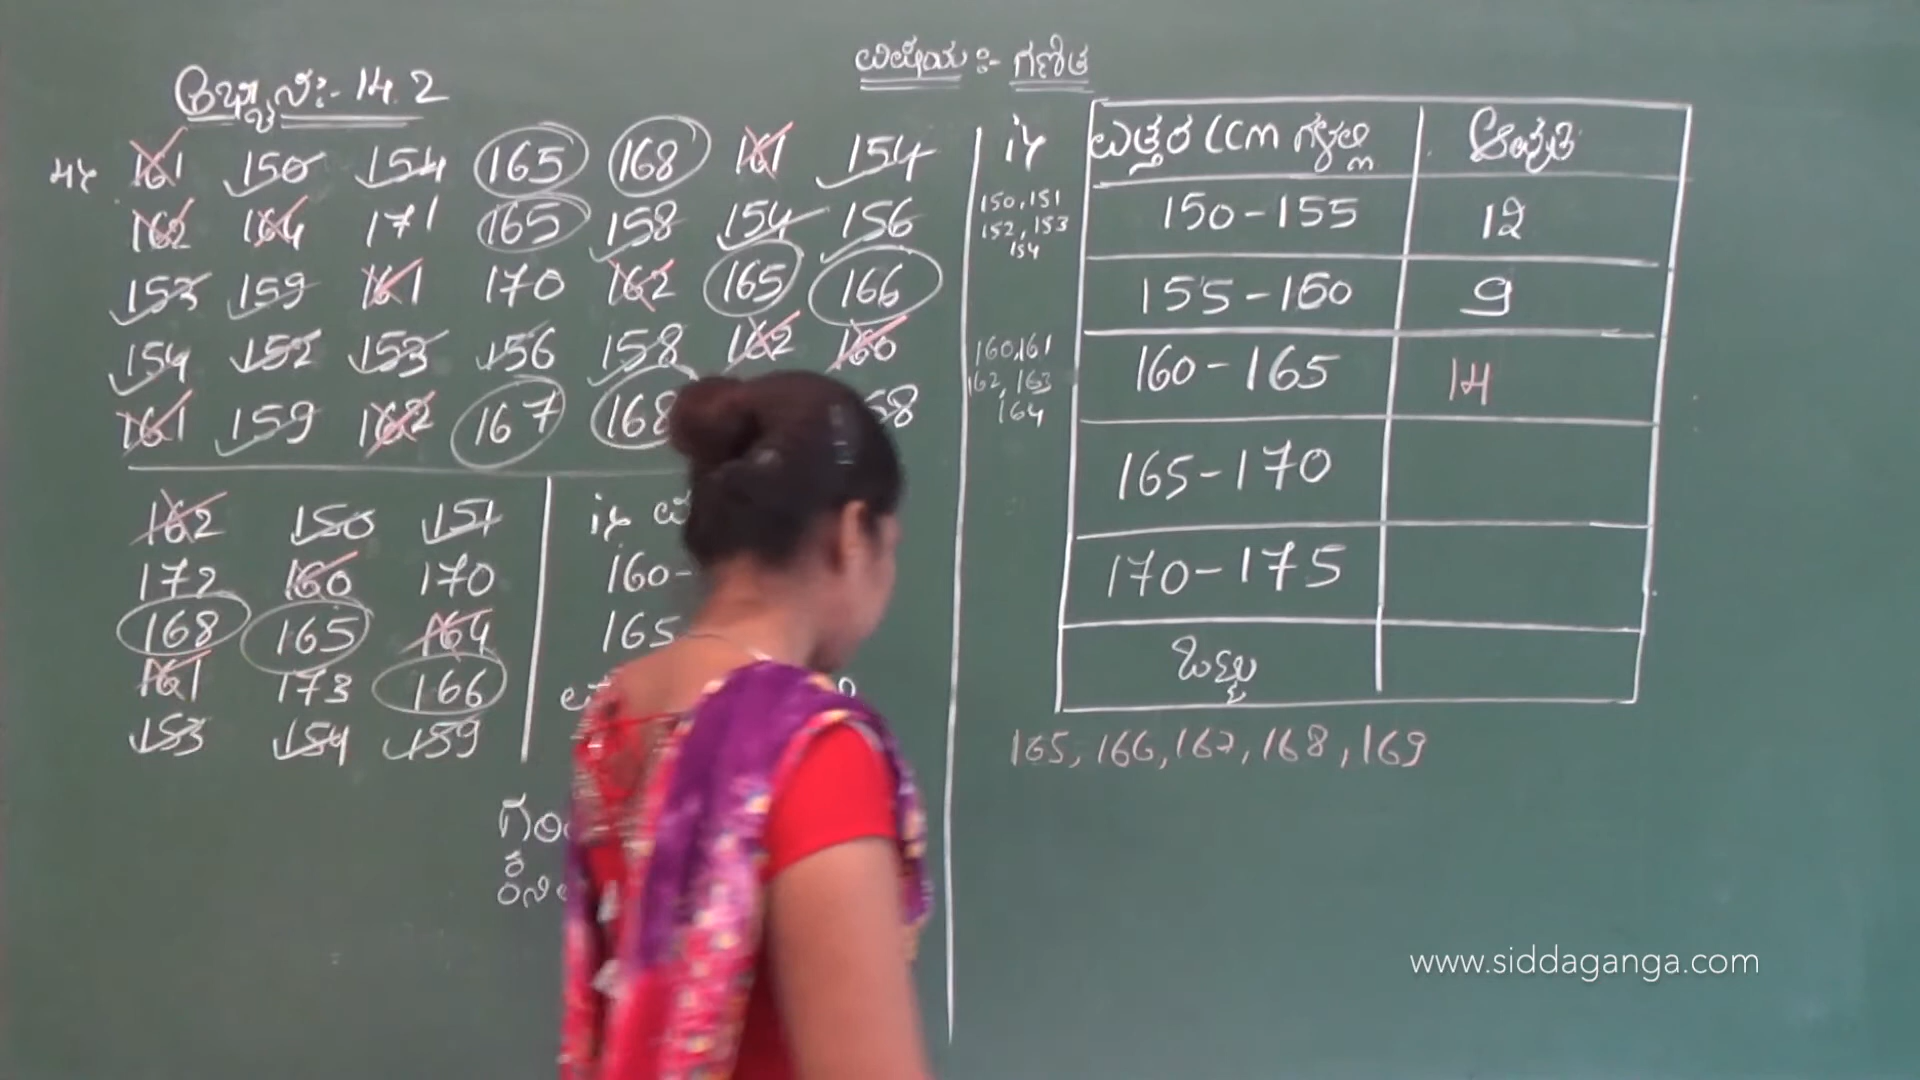 ವಿಷಯ :- ಗಣಿತ
ಅಭ್ಯಾಸ :- 14.2
161 150 154 165 168 161 154
162 164 171 165 158 154 156
153 159 161 170 162 165 166
154 152 153 156 158 162 160
161 159 162 167 168 58
162 150 151
172 160 170
168 165 164
161 173 166
153 154 159
160-
165
150, 151
152, 153
154
160, 161
162, 163
164
ಎತ್ತರ (cm ಗಳಲ್ಲಿ ಆವೃತ್ತಿ
150-155 12
155-160 9
160-165 14
165-170
170-175
ಒಟ್ಟು
165, 166, 167, 168, 169
www.siddaganga.com